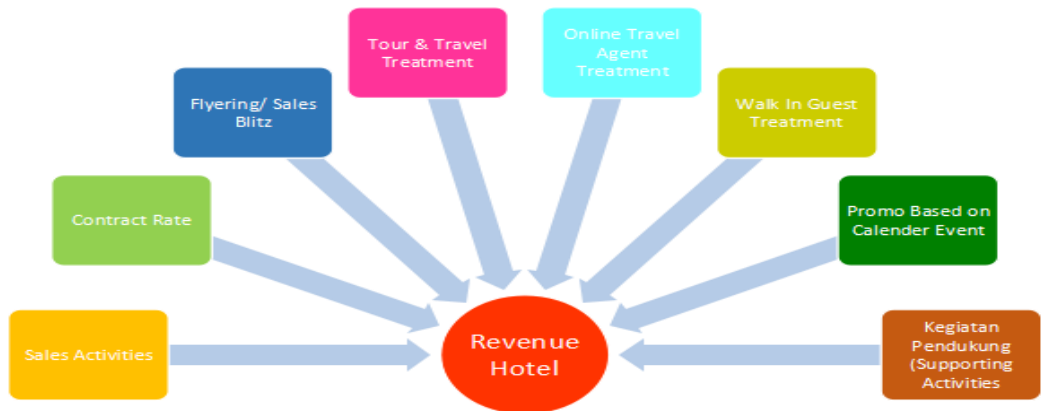 Tour & Travel
Treatment
Online Travel
Agent
Treatment
Flyering/ Sales
Blitz
Walk In Guest
Treatment
Contract Rate
Promo Based on
Calender Event
Sales Activities
Revenue
Hotel
Kegiatan
Pendukung
(Supporting
Activities